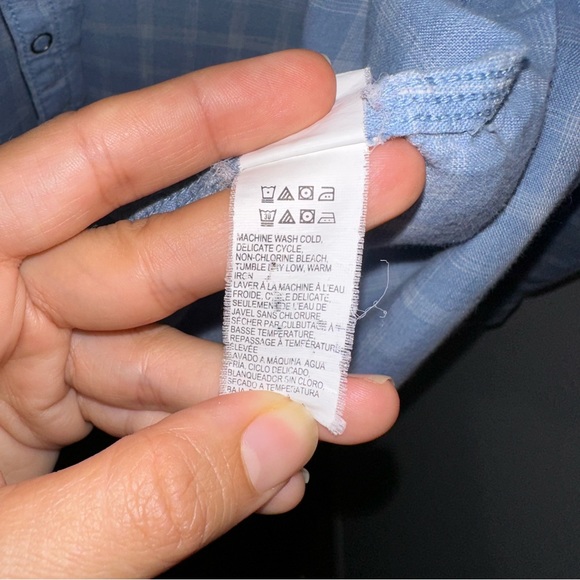 MACHINE WASH COLD,
DELICATE CYCLE,
NON-CHLORINE BLEACH,
TUMBLE DRY LOW, WARM
IRON
LAVER À LA MACHINE À L'EAU
FROIDE, CYCLE DELICATE,
SEULEMENT DE L'EAU DE
JAVEL SANS CHLORURE,
SÉCHER PAR CULBUTAGE À
BASSE TEMPÉRATURE,
REPASSAGE À TEMPÉRATURE
ÉLEVÉE
LAVADO A MÁQUINA, AGUA
FRÍA, CICLO DELICADO,
BLANQUEADOR SIN CLORO,
SECADO A TEMPERATURA
BAJA